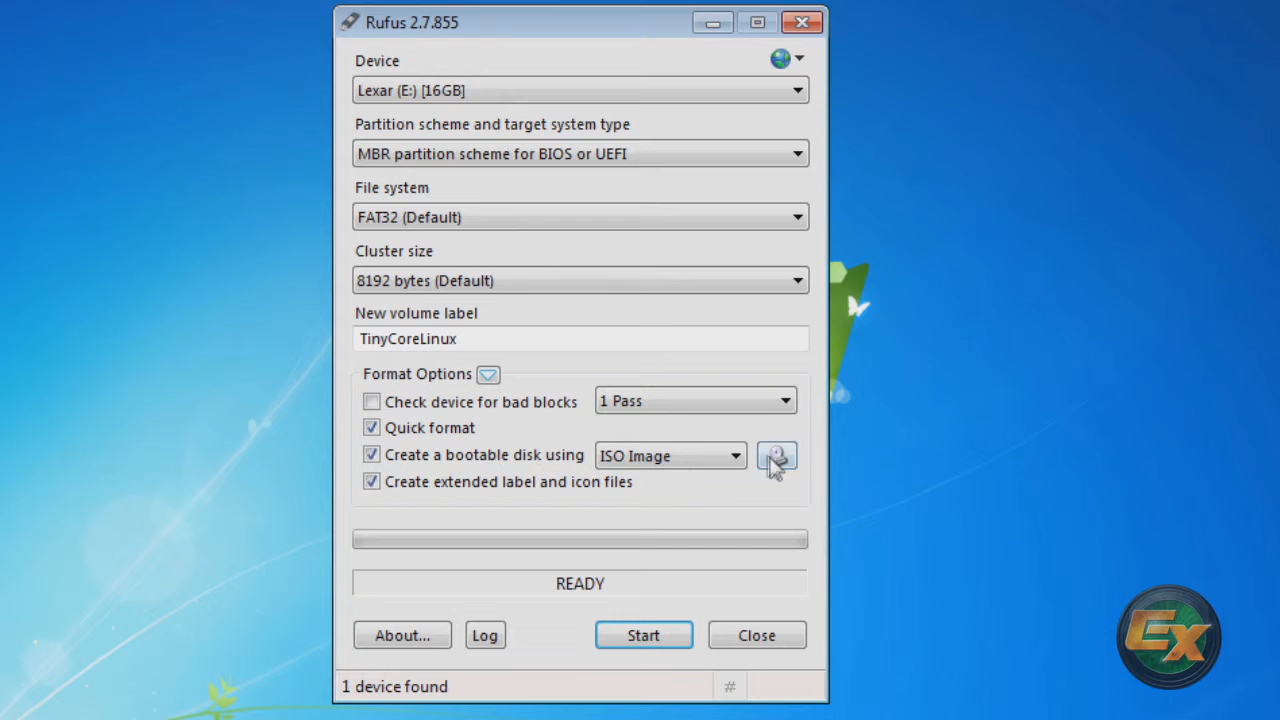 Rufus 2.7.855
Device
Lexar (E:) [16GB]
Partition scheme and target system type
MBR partition scheme for BIOS or UEFI
File system
FAT32 (Default)
Cluster size
8192 bytes (Default)
New volume label
TinyCoreLinux
Format Options
Check device for bad blocks 1 Pass
Quick format
Create a bootable disk using ISO Image
Create extended label and icon files
READY
About... Log Start Close
1 device found #
EX